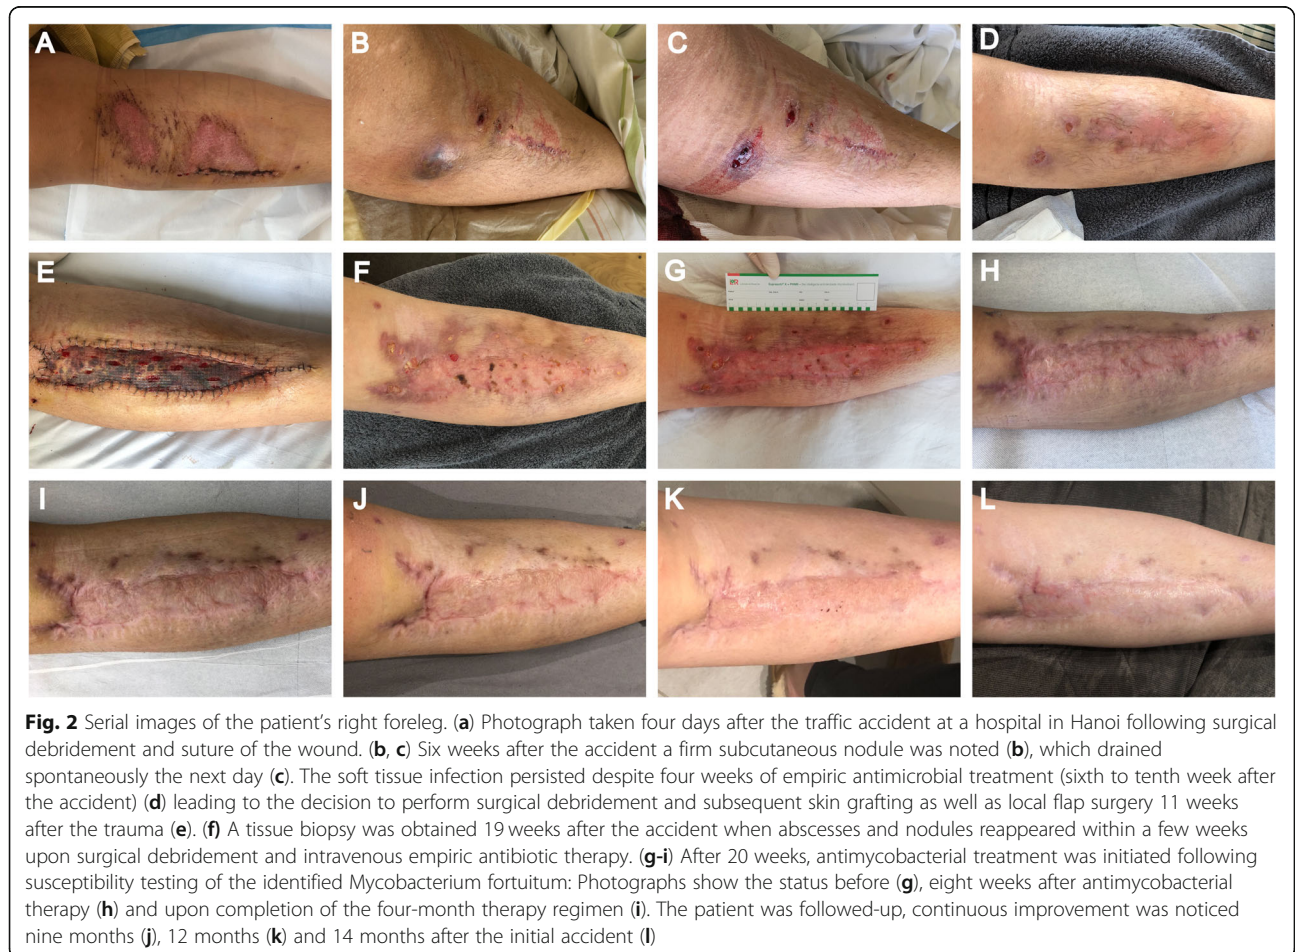 A
B
C
D
E
F
G
H
I
J
K
L
Fig. 2 Serial images of the patient's right foreleg. (a) Photograph taken four days after the traffic accident at a hospital in Hanoi following surgical
debridement and suture of the wound. (b, c) Six weeks after the accident a firm subcutaneous nodule was noted (b), which drained
spontaneously the next day (c). The soft tissue infection persisted despite four weeks of empiric antimicrobial treatment (sixth to tenth week after
the accident) (d) leading to the decision to perform surgical debridement and subsequent skin grafting as well as local flap surgery 11 weeks
after the trauma (e). (f) A tissue biopsy was obtained 19 weeks after the accident when abscesses and nodules reappeared within a few weeks
upon surgical debridement and intravenous empiric antibiotic therapy. (g-i) After 20 weeks, antimycobacterial treatment was initiated following
susceptibility testing of the identified Mycobacterium fortuitum: Photographs show the status before (g), eight weeks after antimycobacterial
therapy (h) and upon completion of the four-month therapy regimen (i). The patient was followed-up, continuous improvement was noticed
nine months (j), 12 months (k) and 14 months after the initial accident (l)